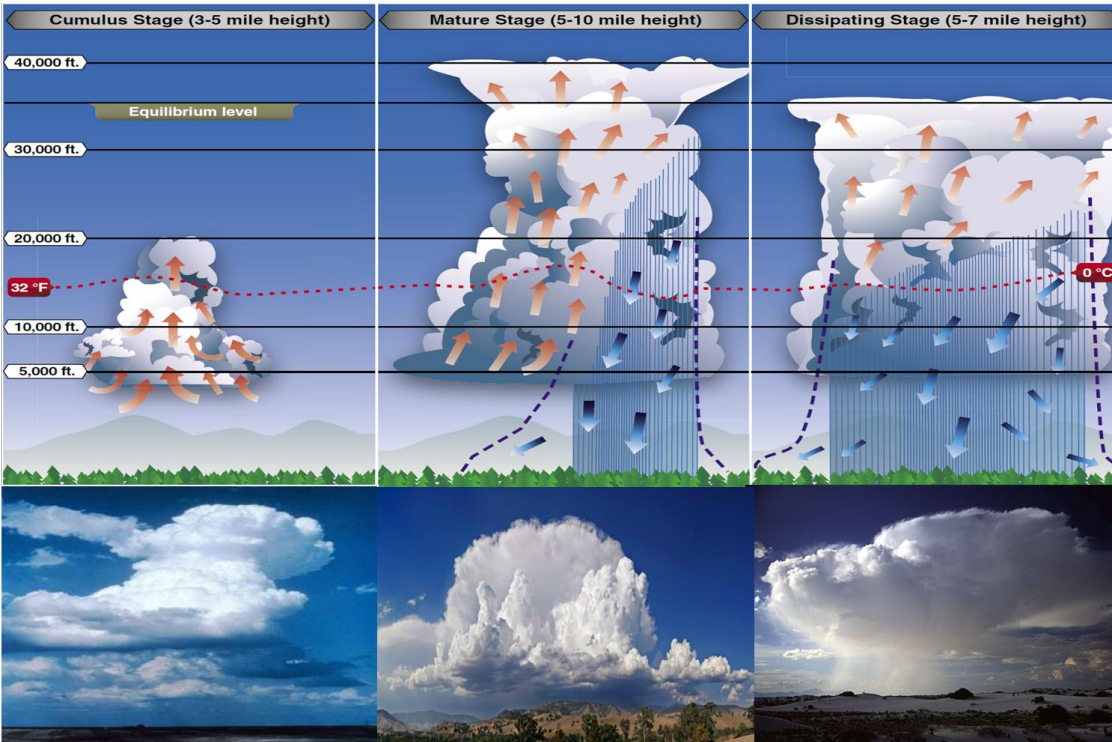 Cumulus Stage (3-5 mile height)
Mature Stage (5-10 mile height)
Dissipating Stage (5-7 mile height)
40,000 ft.
Equilibrium level
30,000 ft.
20,000 ft.
32 °F
0 °C
10,000 ft.
5,000 ft.